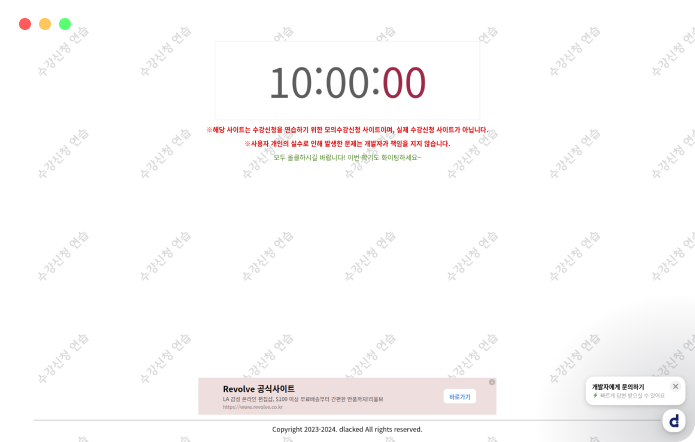 10:00:00
※해당 사이트는 수강신청을 연습하기 위한 모의수강신청 사이트이며, 실제 수강신청 사이트가 아닙니다.
※사용자 개인의 실수로 인해 발생한 문제는 개발자가 책임을 지지 않습니다.
모두 올클하시길 바랍니다! 이번 학기도 화이팅하세요~
수강신청 연습
Revolve 공식사이트
LA 감성 온라인 편집샵, $100 이상 무료배송부터 간편한 반품까지!리볼브
https://www.revolve.co.kr
바로가기
개발자에게 문의하기
빠르게 답변 받으실 수 있어요
d
Copyright 2023-2024. dlacked All rights reserved.